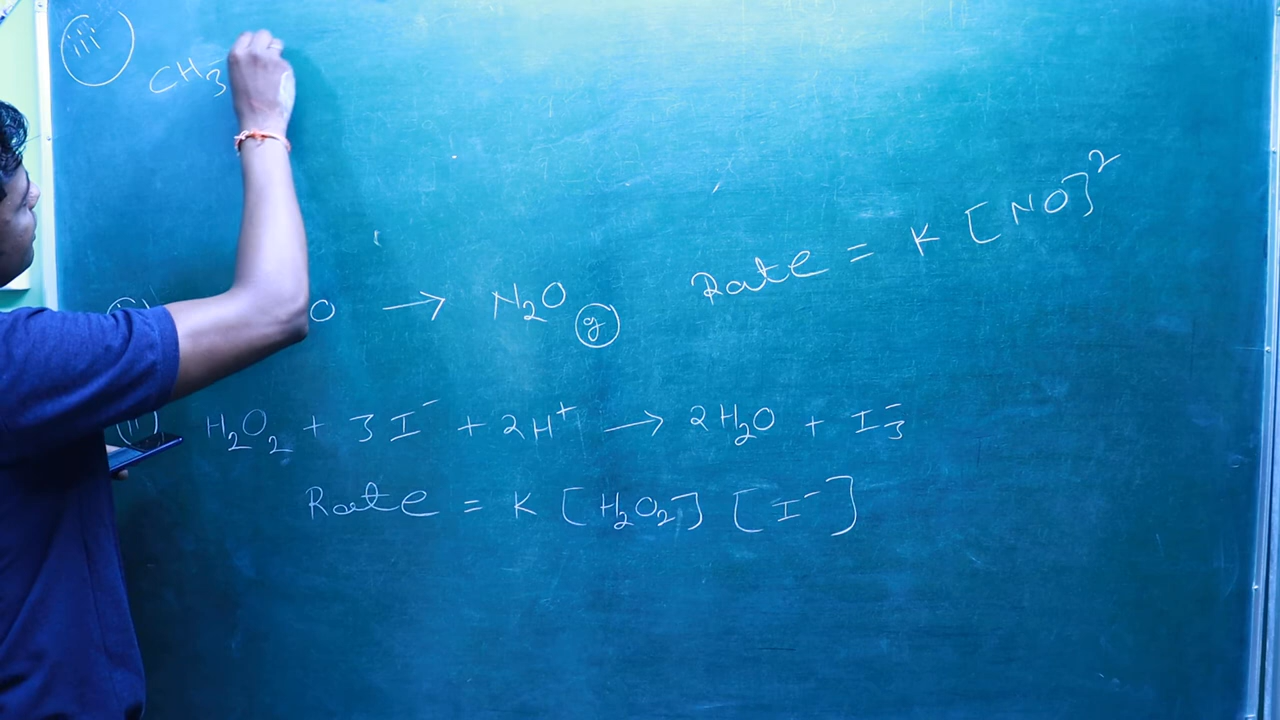 (iii) CH3
O → N2O (g) Rate = K [NO]²
(ii) H2O2 + 3I⁻ + 2H⁺ → 2H2O + I3⁻
Rate = K [H2O2] [I⁻]